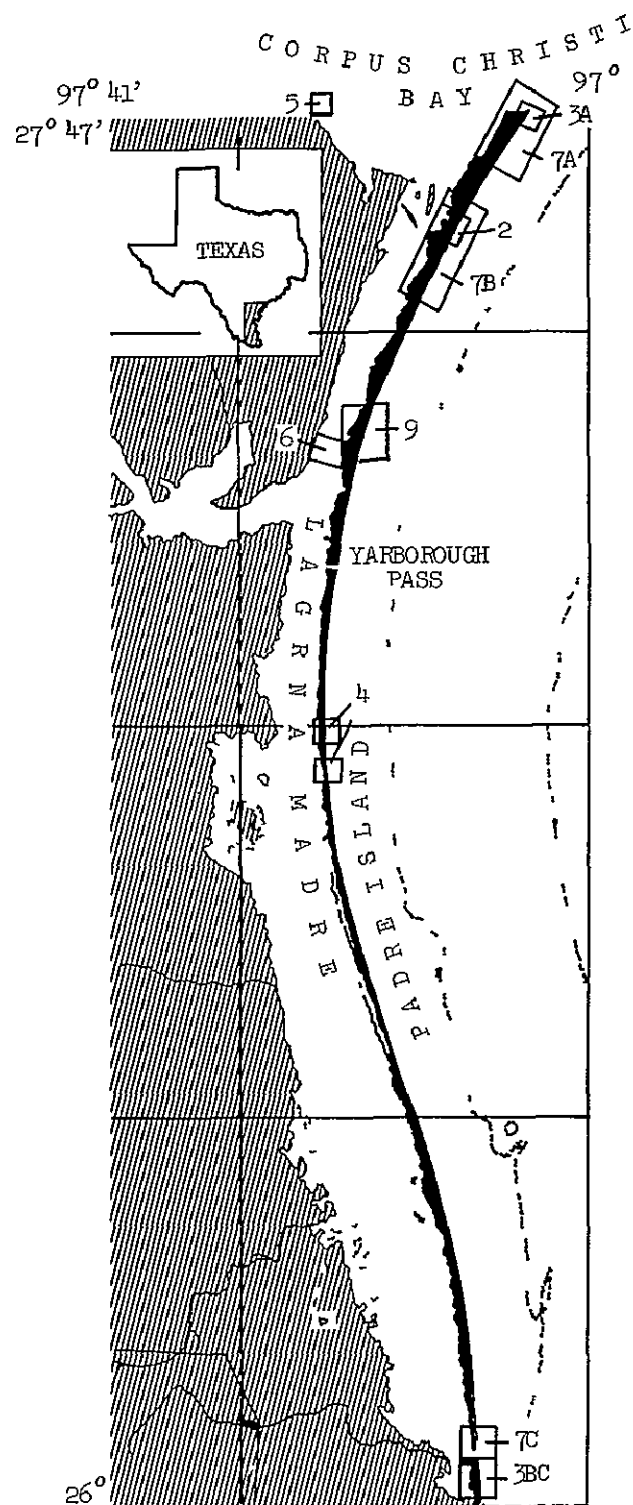 CORPUS CHRISTI
BAY
97° 41'
97°
27° 47'
5
3A
7A
TEXAS
2
7B
6
9
YARBOROUGH
PASS
LAGRNA MADRE
4
PADRE ISLAND
7C
3BC
26°